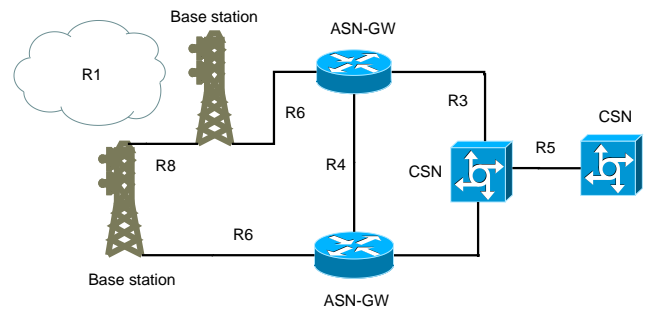 Base station
ASN-GW
R1
R3
R6
CSN
R8
R4
R5
CSN
R6
Base station
ASN-GW